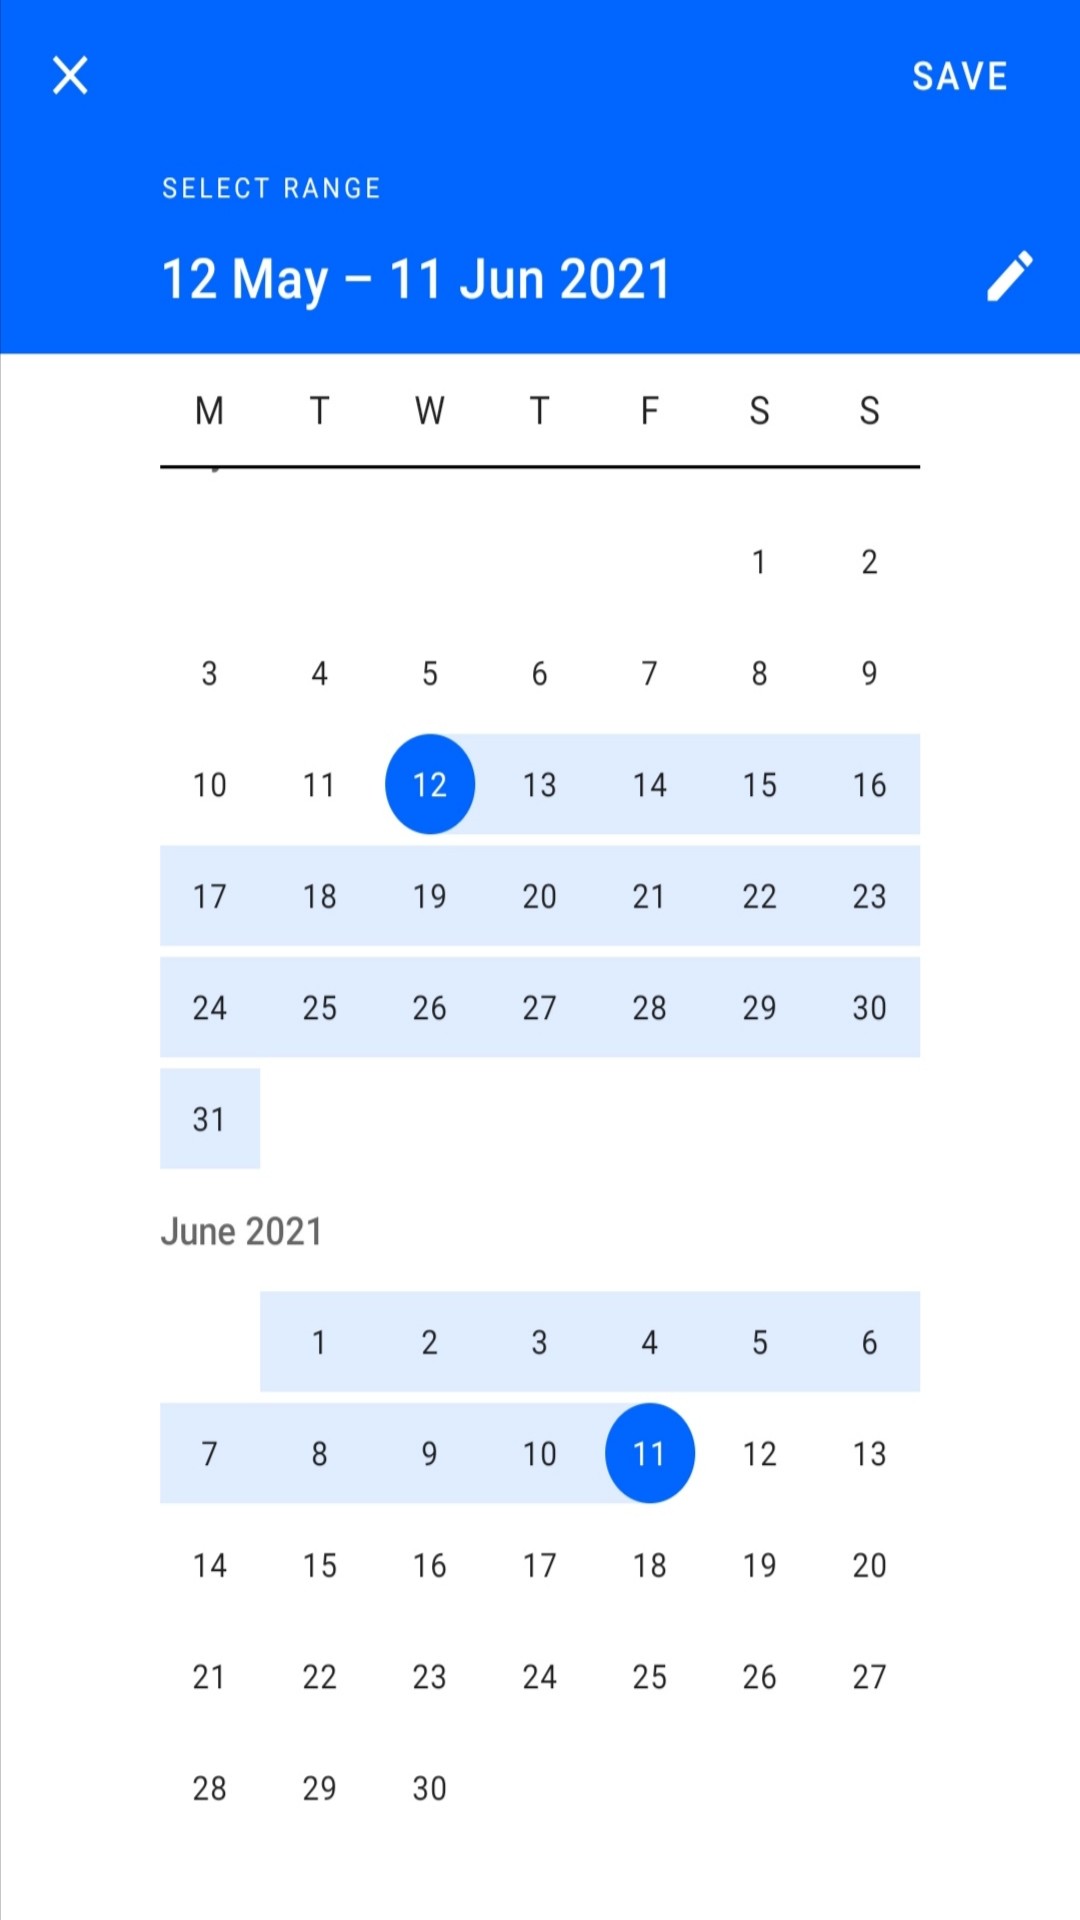 SAVE
SELECT RANGE
12 May – 11 Jun 2021
M T W T F S S
1 2
3 4 5 6 7 8 9
10 11 12 13 14 15 16
17 18 19 20 21 22 23
24 25 26 27 28 29 30
31
June 2021
1 2 3 4 5 6
7 8 9 10 11 12 13
14 15 16 17 18 19 20
21 22 23 24 25 26 27
28 29 30